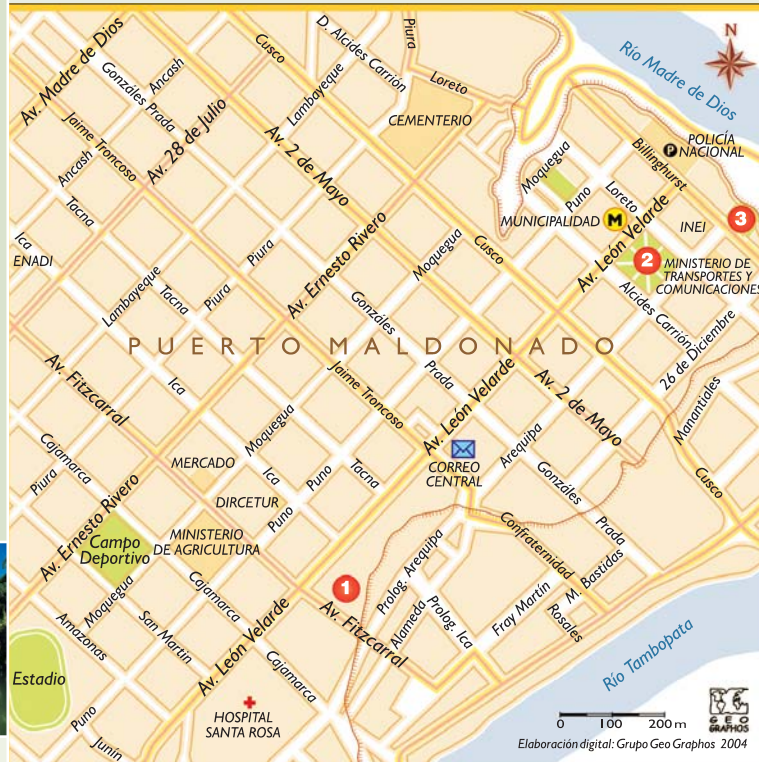 Av. Madre de Dios
Gonzáles Prada
Ancash
Cusco
D. Alcides Carrión
Piura
Lambayeque
Loreto
CEMENTERIO
N
Río Madre de Dios
Jaime Troncoso
Av. 28 de Julio
Av. 2 de Mayo
Ancash
Tacna
Ica
ENADI
Moquegua
Puno
Loreto
Billinghurst
P
POLICÍA
NACIONAL
MUNICIPALIDAD
M
INEI
3
Av. León Velarde
2
MINISTERIO DE
TRANSPORTES Y
COMUNICACIONES
Alcides Carrión
26 de Diciembre
Manantiales
Piura
Av. Ernesto Rivero
Moquegua
Cusco
Lambayeque
Tacna
Piura
Gonzáles
Prada
PUERTO MALDONADO
Av. Fitzcarral
Ica
Jaime Troncoso
Av. León Velarde
Av. 2 de Mayo
Cusco
Cajamarca
Piura
MERCADO
Moquegua
Ica
Puno
Tacna
CORREO
CENTRAL
Arequipa
Gonzáles
Prada
DIRCETUR
Puno
Av. Ernesto Rivero
Campo
Deportivo
MINISTERIO
DE AGRICULTURA
Confraternidad
M. Bastidas
Fray Martín
Rosales
Prolog. Arequipa
Prolog. Ica
Alameda
1
Av. Fitzcarral
Moquegua
Cajamarca
Amazonas
San Martín
Av. León Velarde
Cajamarca
Estadio
Puno
Junín
HOSPITAL
SANTA ROSA
Río Tambopata
0 100 200 m
GEO
GRAPHOS
Elaboración digital: Grupo Geo Graphos 2004